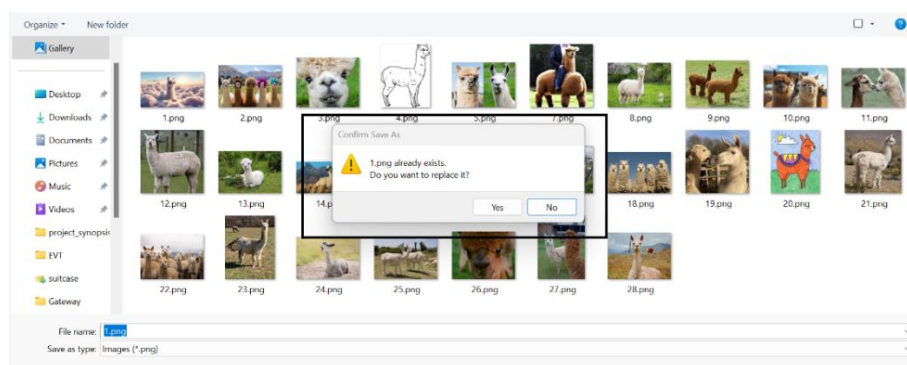 Organize
New folder
Gallery
Desktop
Downloads
Documents
Pictures
Music
Videos
project_synopsis
EVT
suitcase
Gateway
1.png
2.png
3.png
4.png
5.png
7.png
8.png
9.png
10.png
11.png
12.png
13.png
14.p
18.png
19.png
20.png
21.png
22.png
23.png
24.png
25.png
26.png
27.png
28.png
Confirm Save As
1.png already exists.
Do you want to replace it?
Yes
No
File name: 1.png
Save as type: Images (*.png)